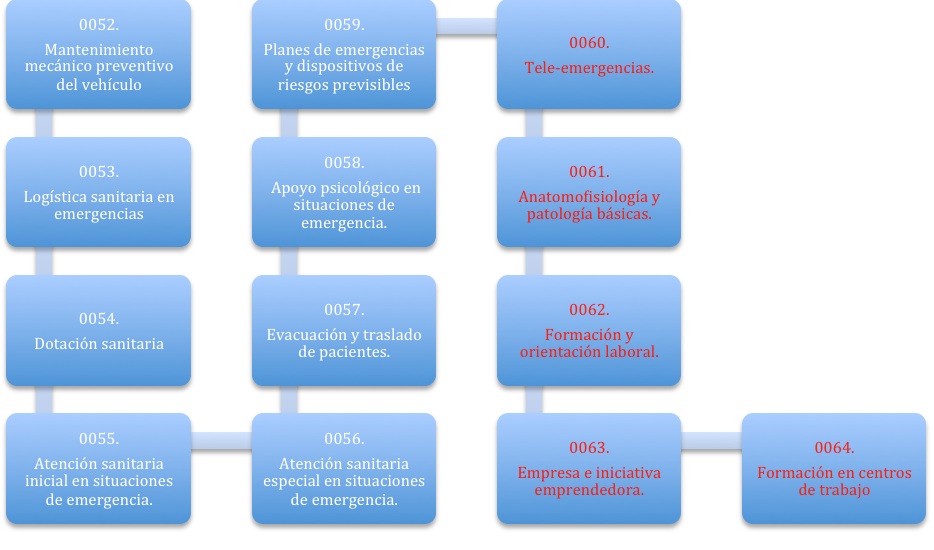 0052.
Mantenimiento
mecánico preventivo
del vehículo
0053.
Logística sanitaria en
emergencias
0054.
Dotación sanitaria
0055.
Atención sanitaria
inicial en situaciones
de emergencia.
0056.
Atención sanitaria
especial en situaciones
de emergencia.
0057.
Evacuación y traslado
de pacientes.
0058.
Apoyo psicológico en
situaciones de
emergencia.
0059.
Planes de emergencias
y dispositivos de
riesgos previsibles
0060.
Tele-emergencias.
0061.
Anatomofisiología y
patología básicas.
0062.
Formación y
orientación laboral.
0063.
Empresa e iniciativa
emprendedora.
0064.
Formación en centros
de trabajo